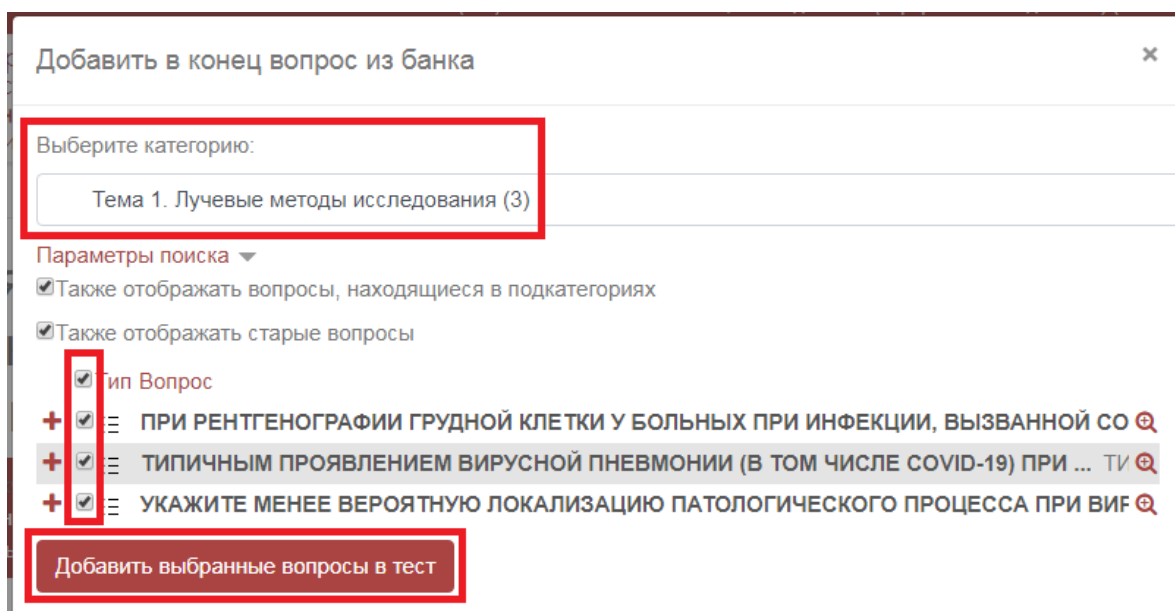 Добавить в конец вопрос из банка
×
Выберите категорию:
Тема 1. Лучевые методы исследования (3)
Параметры поиска
Также отображать вопросы, находящиеся в подкатегориях
Также отображать старые вопросы
Тип Вопрос
ПРИ РЕНТГЕНОГРАФИИ ГРУДНОЙ КЛЕТКИ У БОЛЬНЫХ ПРИ ИНФЕКЦИИ, ВЫЗВАННОЙ CO
ТИПИЧНЫМ ПРОЯВЛЕНИЕМ ВИРУСНОЙ ПНЕВМОНИИ (В ТОМ ЧИСЛЕ COVID-19) ПРИ ... ТИ
УКАЖИТЕ МЕНЕЕ ВЕРОЯТНУЮ ЛОКАЛИЗАЦИЮ ПАТОЛОГИЧЕСКОГО ПРОЦЕССА ПРИ ВИР
Добавить выбранные вопросы в тест